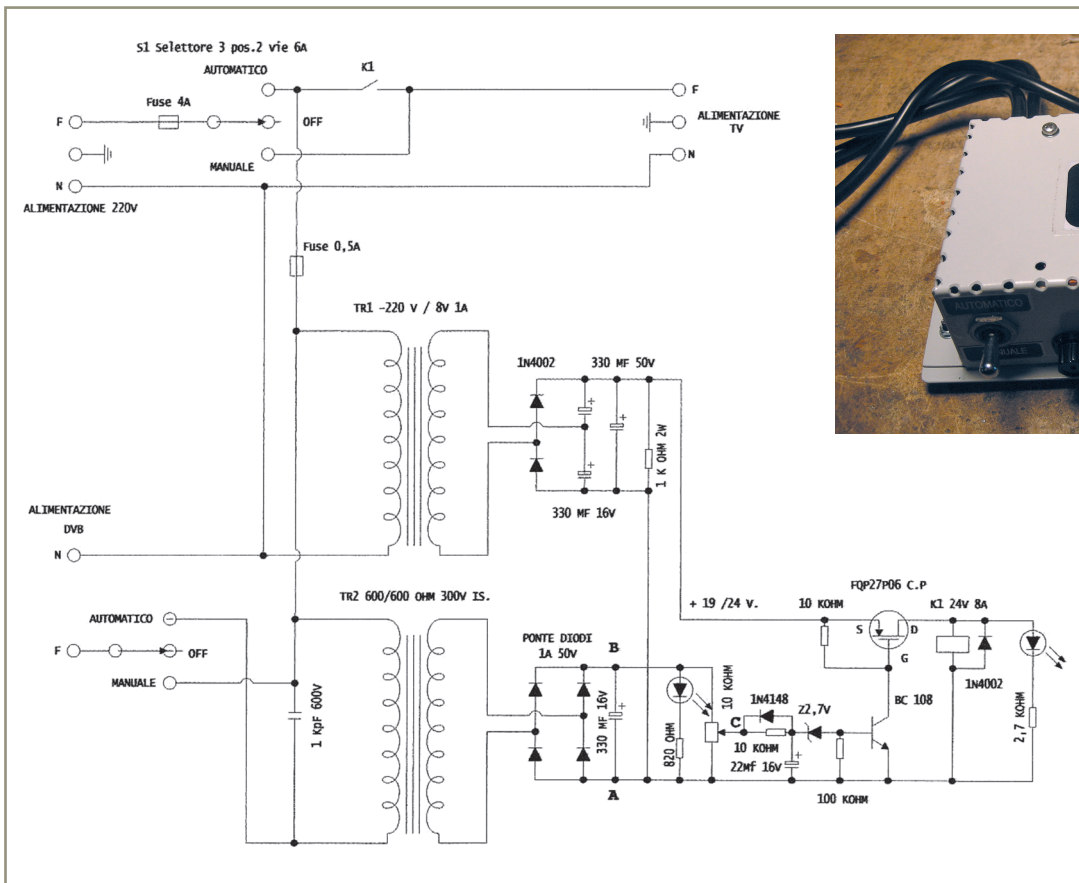 S1 Selettore 3 pos.2 vie 6A
AUTOMATICO
K1
F
Fuse 4A
F
OFF
ALIMENTAZIONE
TV
MANUALE
N
N
ALIMENTAZIONE 220V
Fuse 0,5A
TR1 -220 V / 8V 1A
1N4002
330 MF 50V
+
+
+
1 K OHM 2W
330 MF 16V
ALIMENTAZIONE
DVB
N
TR2 600/600 OHM 300V IS.
AUTOMATICO
F
OFF
MANUALE
1 KpF 600V
PONTE DIODI
1A 50V
B
330 MF 16V
+
A
820 OHM
10 KOHM
C
1N4148
10 KOHM
22Mf 16V
+
Z2,7V
100 KOHM
+ 19 /24 V.
10 KOHM
FQP27P06 C.P
S
D
G
K1 24V 8A
1N4002
BC 108
2,7 KOHM
AUTOMATICO